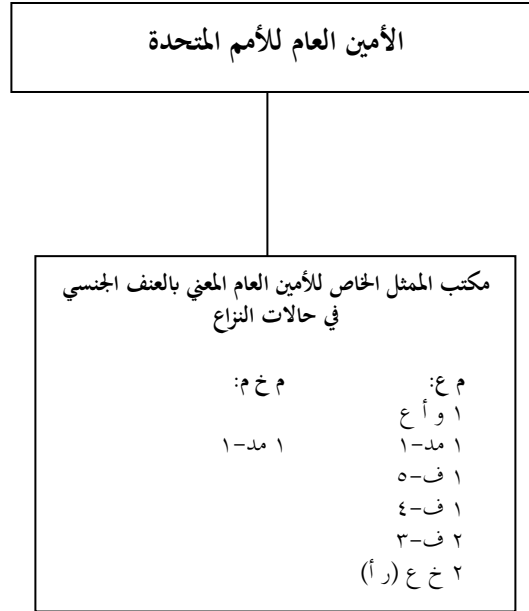 الأمين العام للأمم المتحدة
مكتب الممثل الخاص للأمين العام المعني بالعنف الجنسي
في حالات النزاع
م ع: م خ م:
١ و أ ع
١ مد-١ ١ مد-١
١ ف-٥
١ ف-٤
٢ ف-٣
٢ خ ع (ر أ)